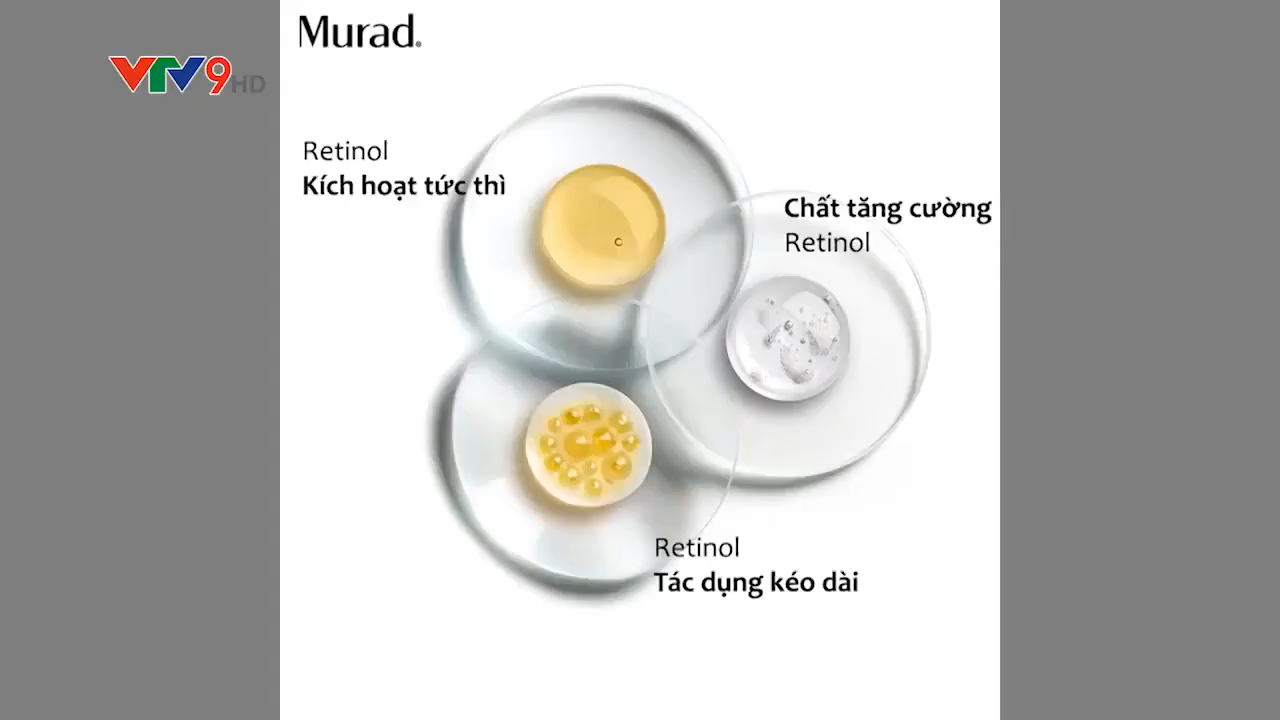 Murad.
VTV9 HD
Retinol
Kích hoạt tức thì
Chất tăng cường
Retinol
Retinol
Tác dụng kéo dài